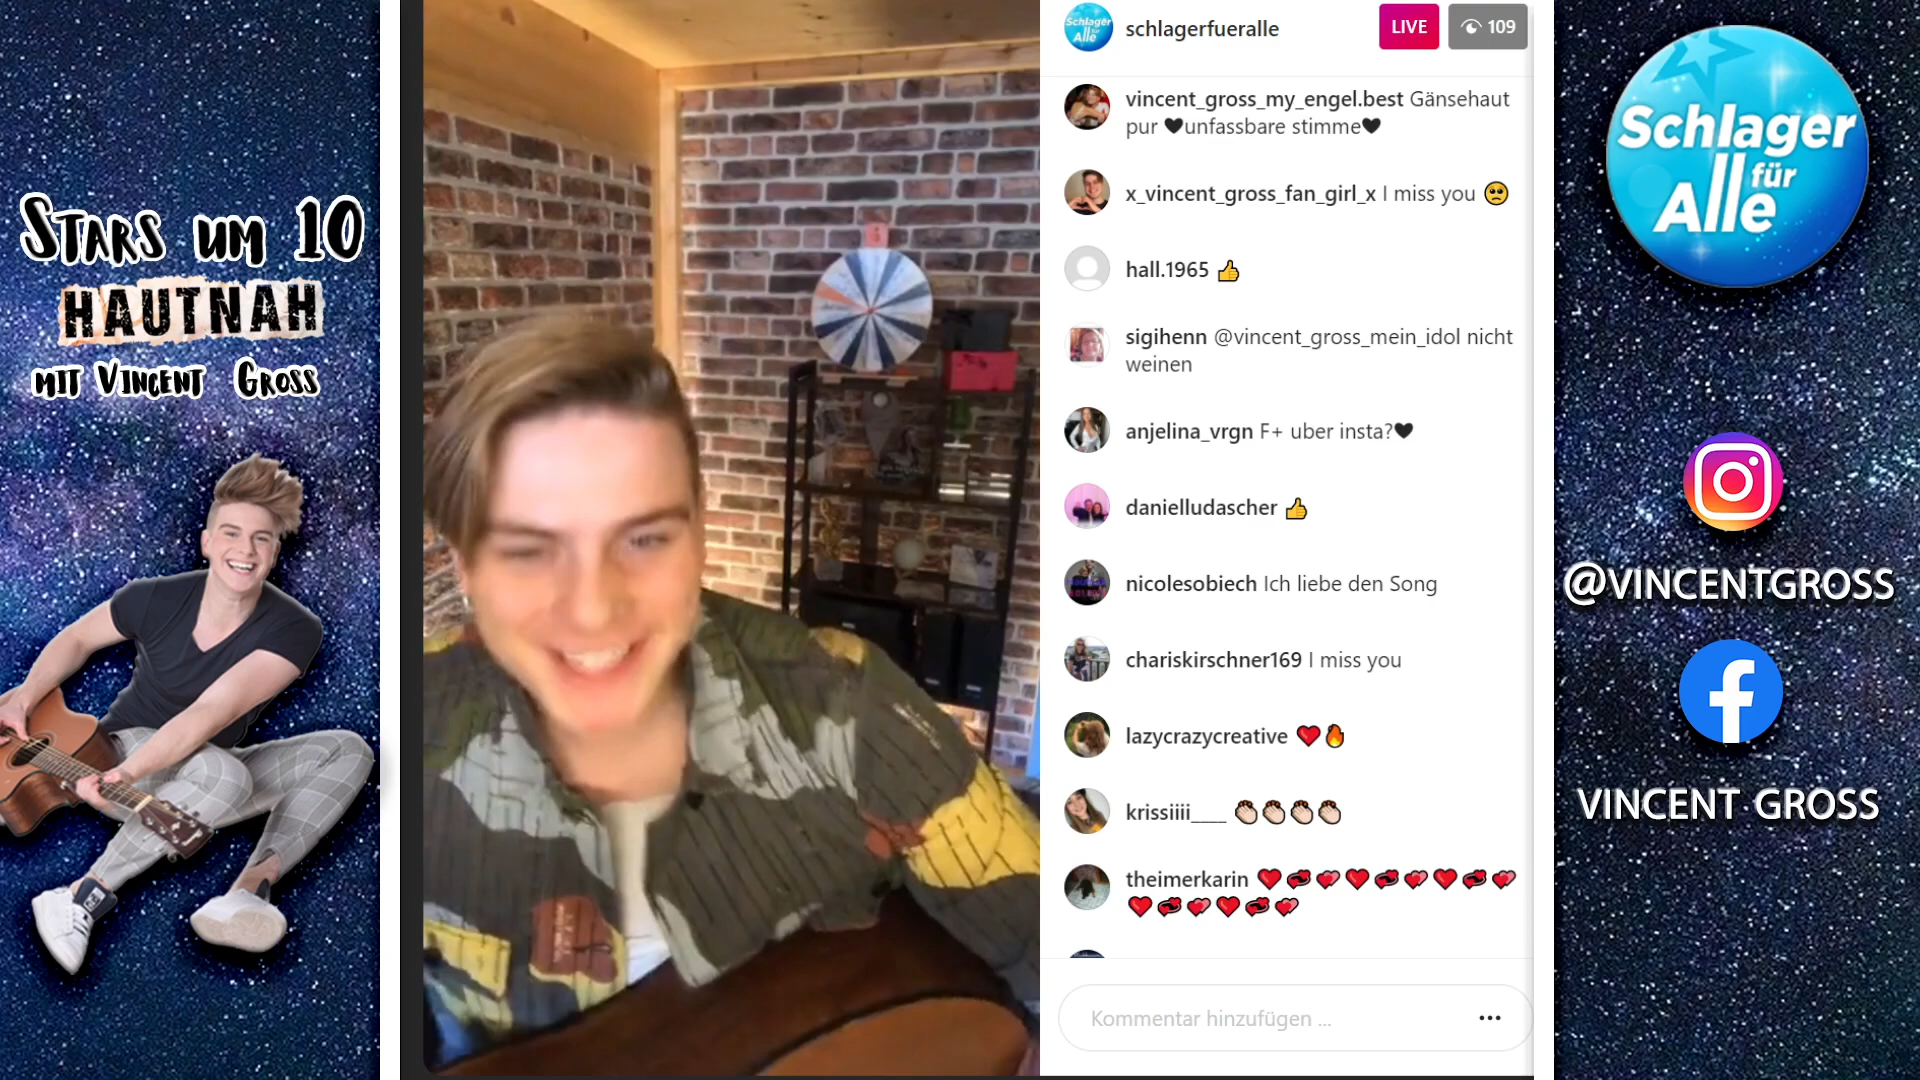 STARS UM 10
HAUTNAH
MIT VINCENT GROSS
schlagerfueralle
LIVE
109
vincent_gross_my_engel.best Gänsehaut
pur 🖤unfassbare stimme🖤
x_vincent_gross_fan_girl_x I miss you 🥺
hall.1965 👍
sigihenn @vincent_gross_mein_idol nicht
weinen
anjelina_vrgn F+ uber insta?🖤
danielludascher 👍
nicolesobiech Ich liebe den Song
chariskirschner169 I miss you
lazycrazycreative ❤️🔥
krissiiii____ 👏🏻👏🏻👏🏻👏🏻
theimerkarin ❤️💞💕❤️💞💕❤️💞💕
❤️💞💕❤️💞💕
Kommentar hinzufügen ...
Schlager
für
Alle
@VINCENTGROSS
VINCENT GROSS